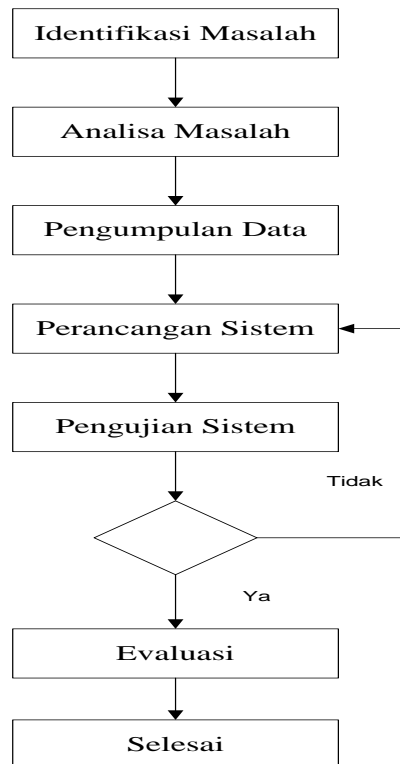 Identifikasi Masalah
Analisa Masalah
Pengumpulan Data
Perancangan Sistem
Pengujian Sistem
Tidak
Ya
Evaluasi
Selesai